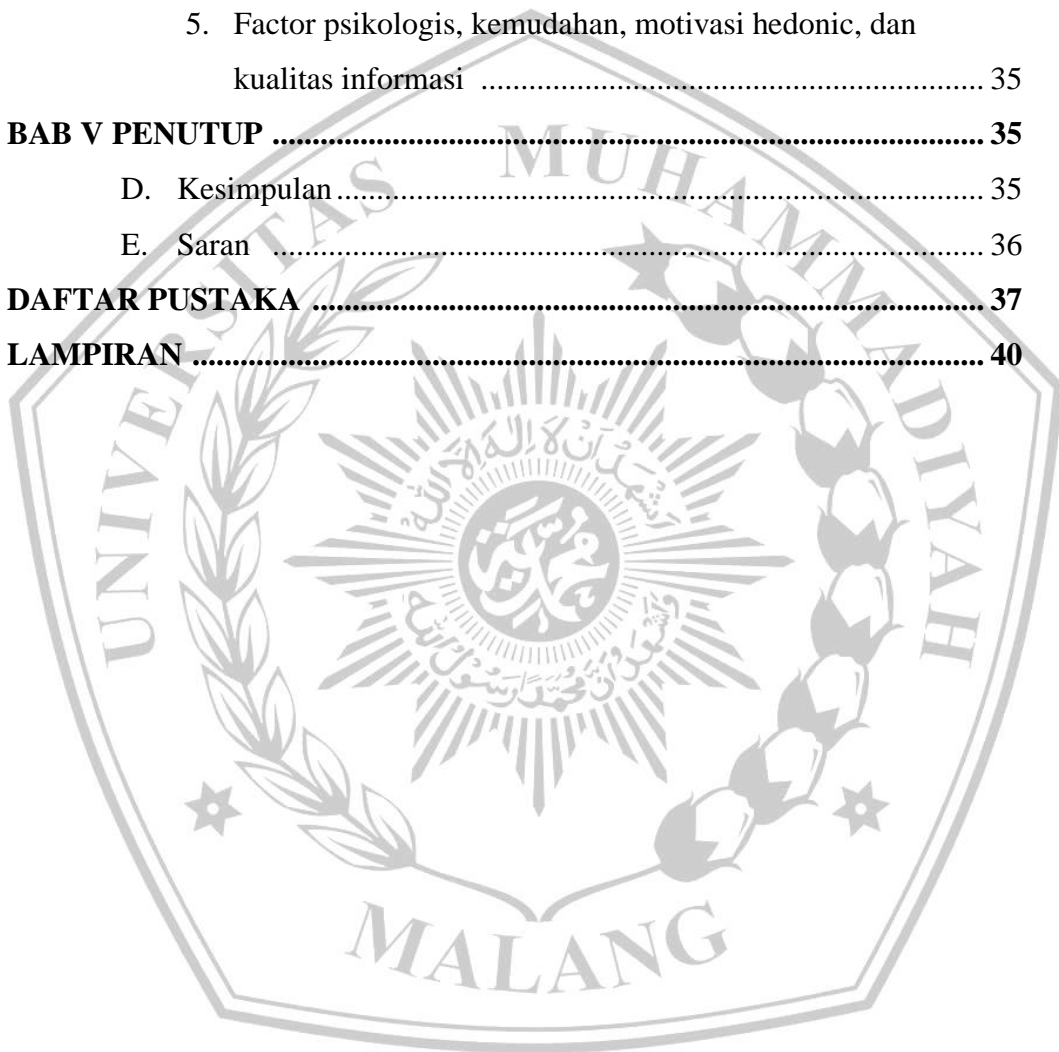 5. Factor psikologis, kemudahan, motivasi hedonic, dan
kualitas informasi ................................................................ 35
BAB V PENUTUP .......................................................................................... 35
D. Kesimpulan ..................................................................................... 35
E. Saran .......................................................................................... 36
DAFTAR PUSTAKA ..................................................................................... 37
LAMPIRAN .................................................................................................... 40
UNIVERSITAS MUHAMMADIYAH
MALANG